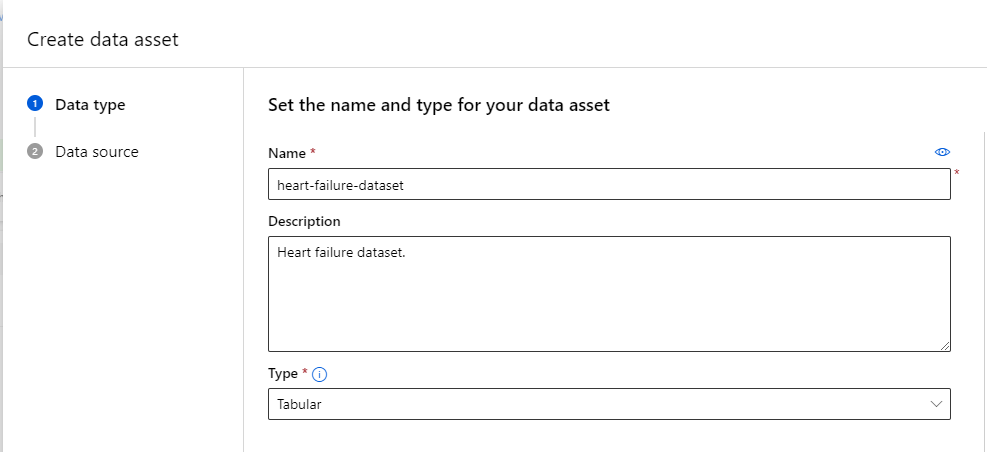 Create data asset
1 Data type
2 Data source
Set the name and type for your data asset
Name *
heart-failure-dataset *
Description
Heart failure dataset.
Type * i
Tabular